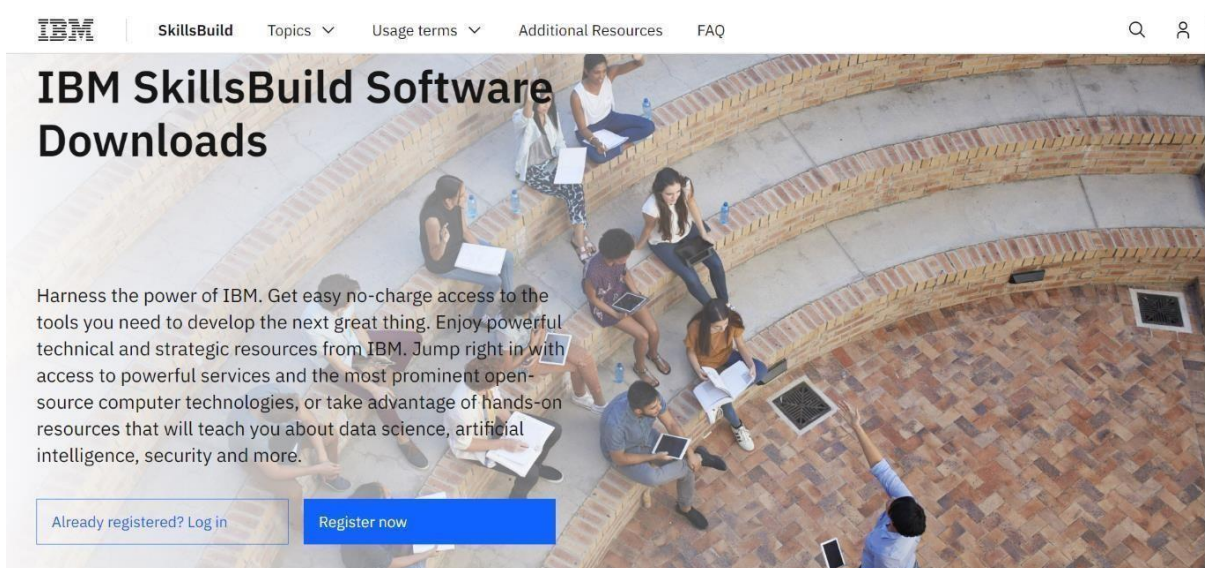 IBM
SkillsBuild
Topics
Usage terms
Additional Resources
FAQ
IBM SkillsBuild Software
Downloads
Harness the power of IBM. Get easy no-charge access to the
tools you need to develop the next great thing. Enjoy powerful
technical and strategic resources from IBM. Jump right in with
access to powerful services and the most prominent open-
source computer technologies, or take advantage of hands-on
resources that will teach you about data science, artificial
intelligence, security and more.
Already registered? Log in
Register now